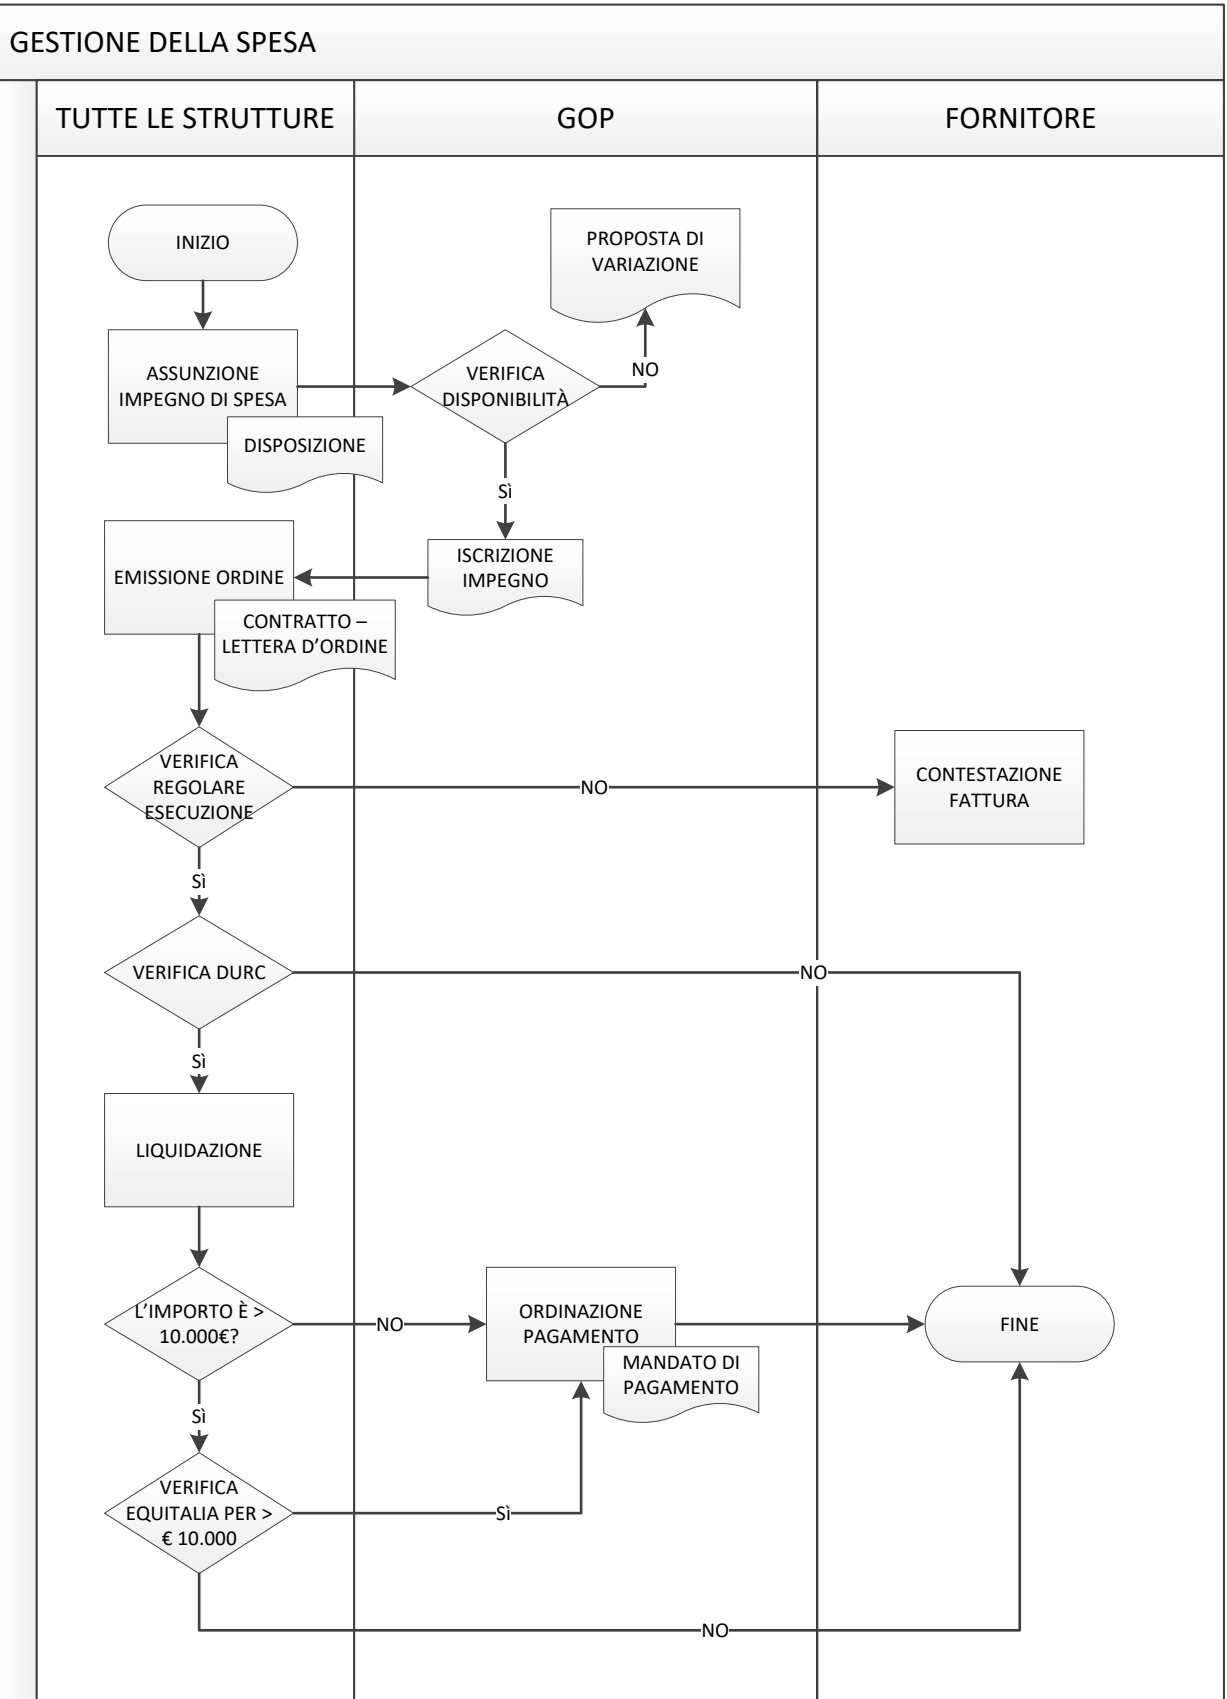 GESTIONE DELLA SPESA
TUTTE LE STRUTTURE
GOP
FORNITORE
INIZIO
PROPOSTA DI
VARIAZIONE
ASSUNZIONE
IMPEGNO DI SPESA
DISPOSIZIONE
VERIFICA
DISPONIBILITÀ
NO
Sì
ISCRIZIONE
IMPEGNO
EMISSIONE ORDINE
CONTRATTO –
LETTERA D’ORDINE
VERIFICA
REGOLARE
ESECUZIONE
NO
CONTESTAZIONE
FATTURA
Sì
VERIFICA DURC
NO
Sì
LIQUIDAZIONE
L’IMPORTO È >
10.000€?
NO
ORDINAZIONE
PAGAMENTO
MANDATO DI
PAGAMENTO
FINE
Sì
VERIFICA
EQUITALIA PER >
€ 10.000
Sì
NO